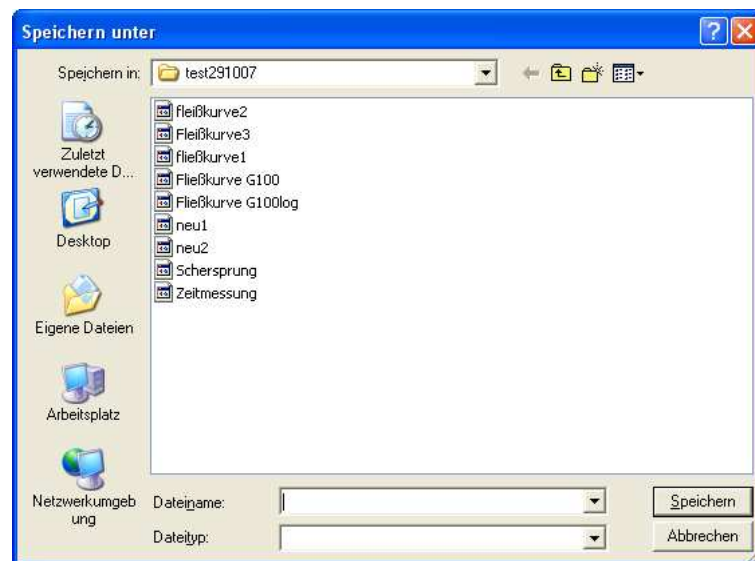 Speichern unter
Speichern in: test291007
Zuletzt
verwendete D...
Desktop
Eigene Dateien
Arbeitsplatz
Netzwerkumgeb
ung
fleißkurve2
Fleißkurve3
fließkurve1
Fließkurve G100
Fließkurve G100log
neu1
neu2
Schersprung
Zeitmessung
Dateiname:
Speichern
Dateityp:
Abbrechen